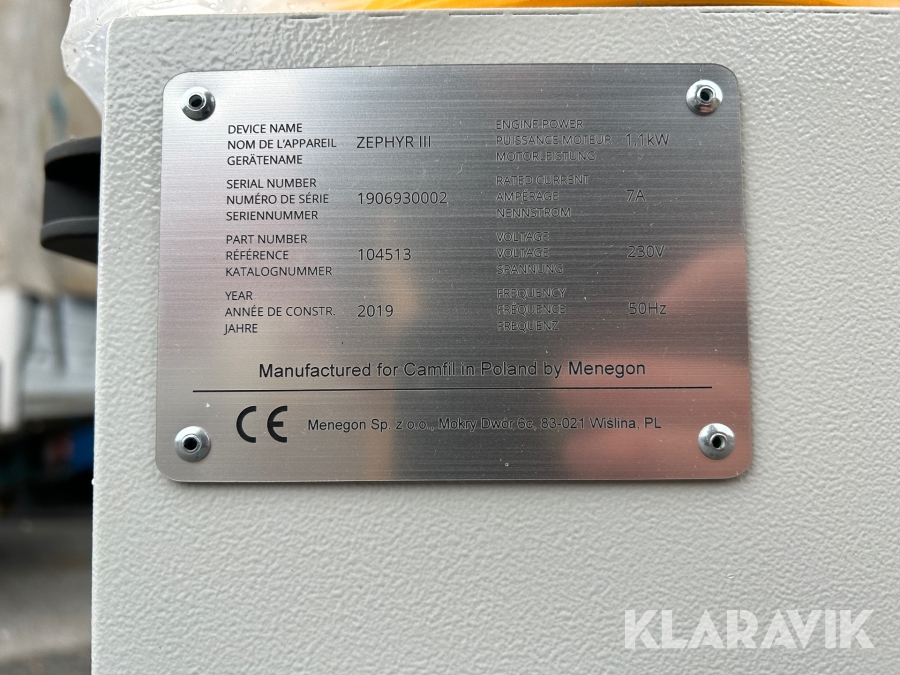 DEVICE NAME
NOM DE L'APPAREIL ZEPHYR III
GERÄTENAME
SERIAL NUMBER
NUMÉRO DE SÉRIE 1906930002
SERIENNUMMER
PART NUMBER
RÉFÉRENCE 104513
KATALOGNUMMER
YEAR
ANNÉE DE CONSTR. 2019
JAHRE
ENGINE POWER
PUISSANCE MOTEUR 1,1kW
MOTORLEISTUNG
RATED CURRENT
AMPÉRAGE 7A
NENNSTROM
VOLTAGE
VOLTAGE 230V
SPANNUNG
FREQUENCY
FRÉQUENCE 50Hz
FREQUENZ
Manufactured for Camfil in Poland by Menegon
CE Menegon Sp. z o.o., Mokry Dwór 6c, 83-021 Wiślina, PL
KLARAVIK